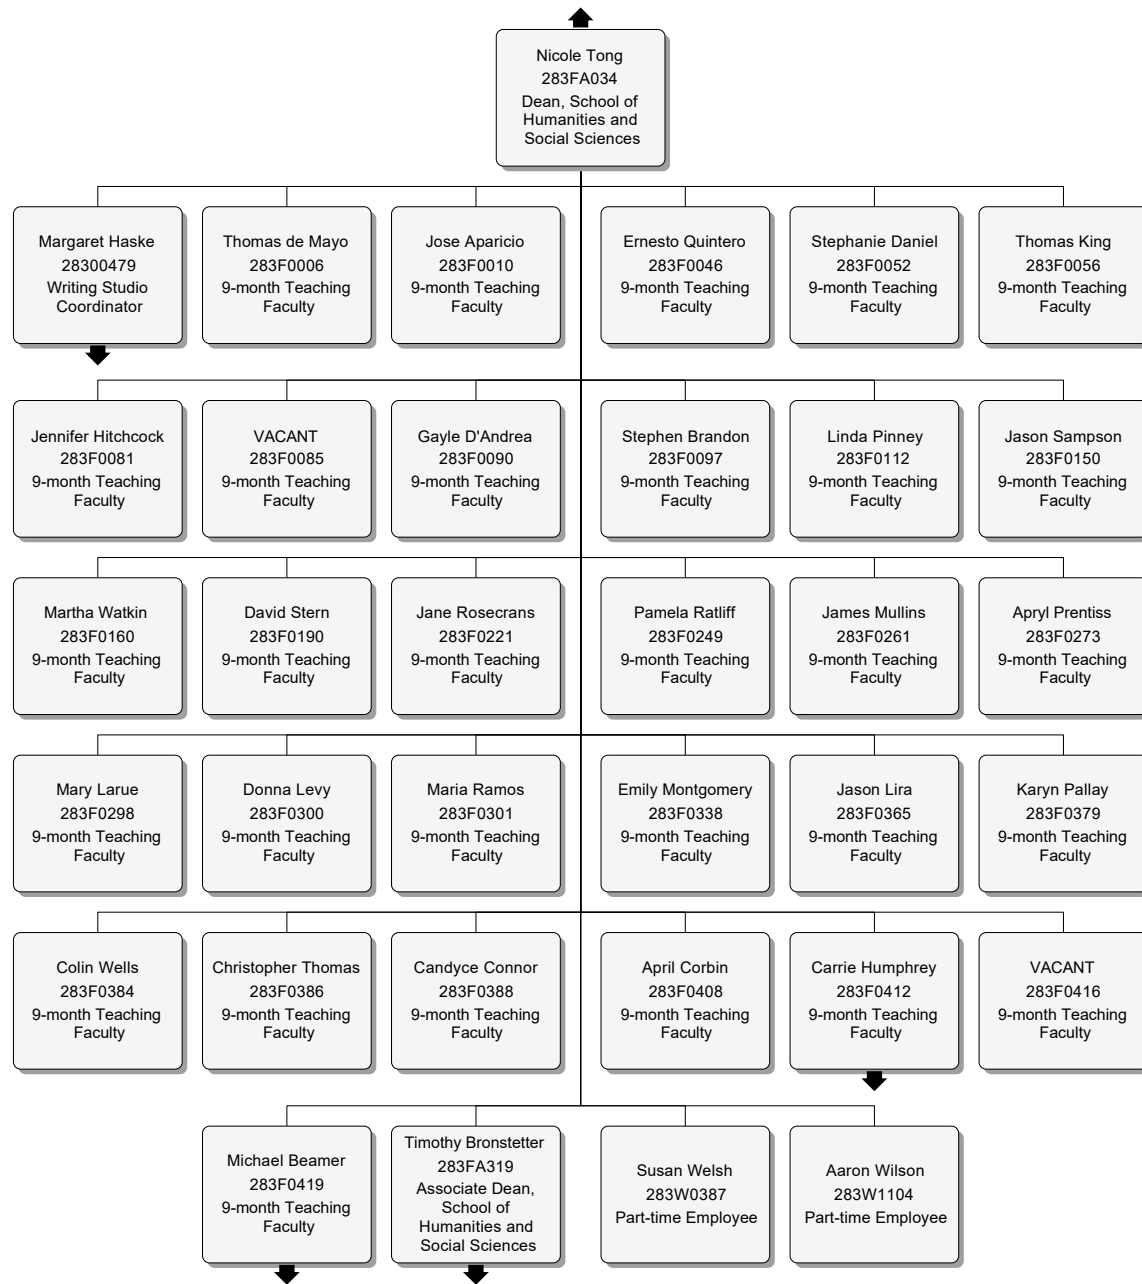 Nicole Tong
283FA034
Dean, School of
Humanities and
Social Sciences
Margaret Haske
28300479
Writing Studio
Coordinator
Thomas de Mayo
283F0006
9-month Teaching
Faculty
Jose Aparicio
283F0010
9-month Teaching
Faculty
Ernesto Quintero
283F0046
9-month Teaching
Faculty
Stephanie Daniel
283F0052
9-month Teaching
Faculty
Thomas King
283F0056
9-month Teaching
Faculty
Jennifer Hitchcock
283F0081
9-month Teaching
Faculty
VACANT
283F0085
9-month Teaching
Faculty
Gayle D'Andrea
283F0090
9-month Teaching
Faculty
Stephen Brandon
283F0097
9-month Teaching
Faculty
Linda Pinney
283F0112
9-month Teaching
Faculty
Jason Sampson
283F0150
9-month Teaching
Faculty
Martha Watkin
283F0160
9-month Teaching
Faculty
David Stern
283F0190
9-month Teaching
Faculty
Jane Rosecrans
283F0221
9-month Teaching
Faculty
Pamela Ratliff
283F0249
9-month Teaching
Faculty
James Mullins
283F0261
9-month Teaching
Faculty
Apryl Prentiss
283F0273
9-month Teaching
Faculty
Mary Larue
283F0298
9-month Teaching
Faculty
Donna Levy
283F0300
9-month Teaching
Faculty
Maria Ramos
283F0301
9-month Teaching
Faculty
Emily Montgomery
283F0338
9-month Teaching
Faculty
Jason Lira
283F0365
9-month Teaching
Faculty
Karyn Pallay
283F0379
9-month Teaching
Faculty
Colin Wells
283F0384
9-month Teaching
Faculty
Christopher Thomas
283F0386
9-month Teaching
Faculty
Candyce Connor
283F0388
9-month Teaching
Faculty
April Corbin
283F0408
9-month Teaching
Faculty
Carrie Humphrey
283F0412
9-month Teaching
Faculty
VACANT
283F0416
9-month Teaching
Faculty
Michael Beamer
283F0419
9-month Teaching
Faculty
Timothy Bronstetter
283FA319
Associate Dean,
School of
Humanities and
Social Sciences
Susan Welsh
283W0387
Part-time Employee
Aaron Wilson
283W1104
Part-time Employee